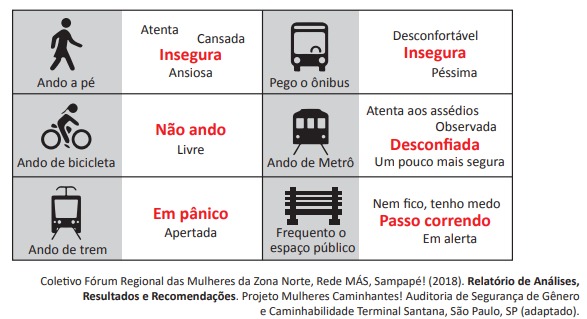 Atenta
Cansada
Insegura
Ansiosa
Ando a pé
Desconfortável
Insegura
Péssima
Pego o ônibus
Não ando
Livre
Ando de bicicleta
Atenta aos assédios
Observada
Desconfiada
Um pouco mais segura
Ando de Metrô
Em pânico
Apertada
Ando de trem
Nem fico, tenho medo
Passo correndo
Em alerta
Frequento o
espaço público
Coletivo Fórum Regional das Mulheres da Zona Norte, Rede MÁS, Sampapé! (2018). Relatório de Análises,
Resultados e Recomendações. Projeto Mulheres Caminhantes! Auditoria de Segurança de Gênero
e Caminhabilidade Terminal Santana, São Paulo, SP (adaptado).